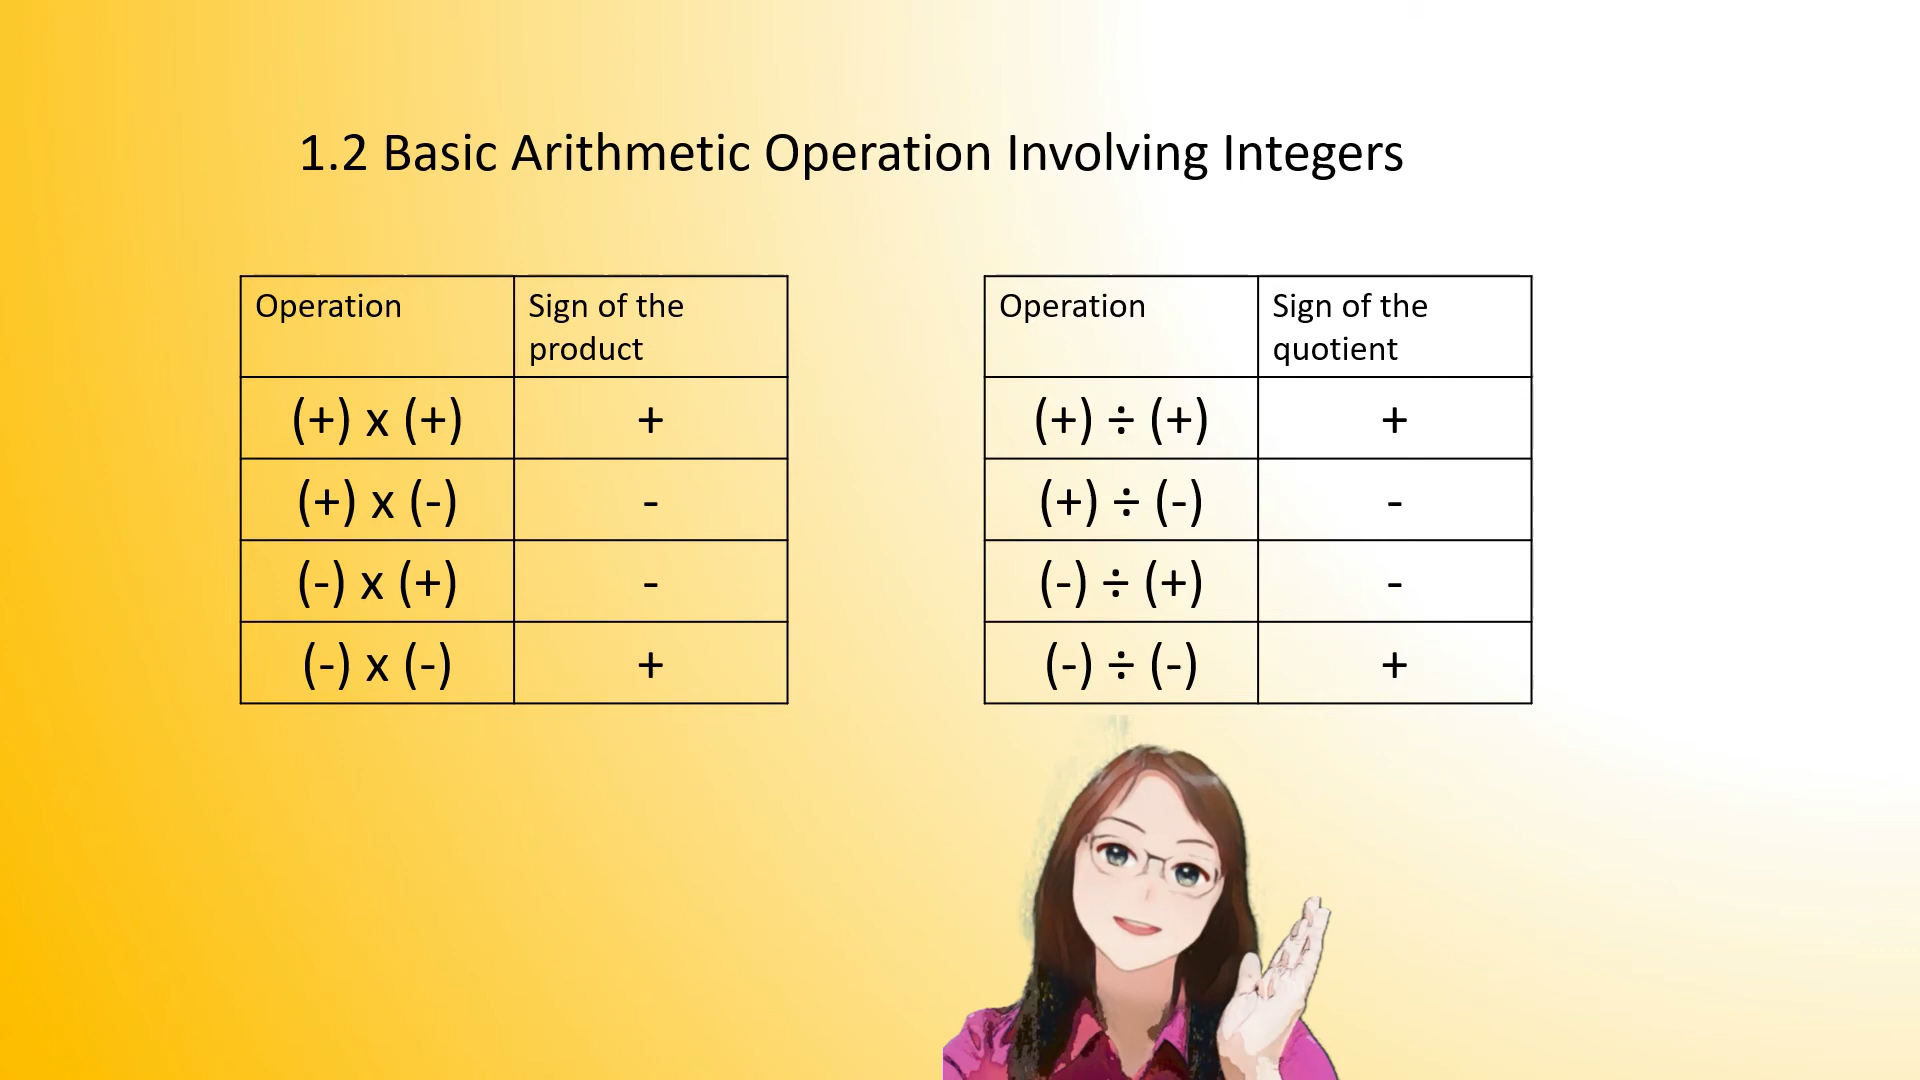 1.2 Basic Arithmetic Operation Involving Integers
Operation Sign of the
product
(+) x (+) +
(+) x (-) -
(-) x (+) -
(-) x (-) +
Operation Sign of the
quotient
(+) ÷ (+) +
(+) ÷ (-) -
(-) ÷ (+) -
(-) ÷ (-) +